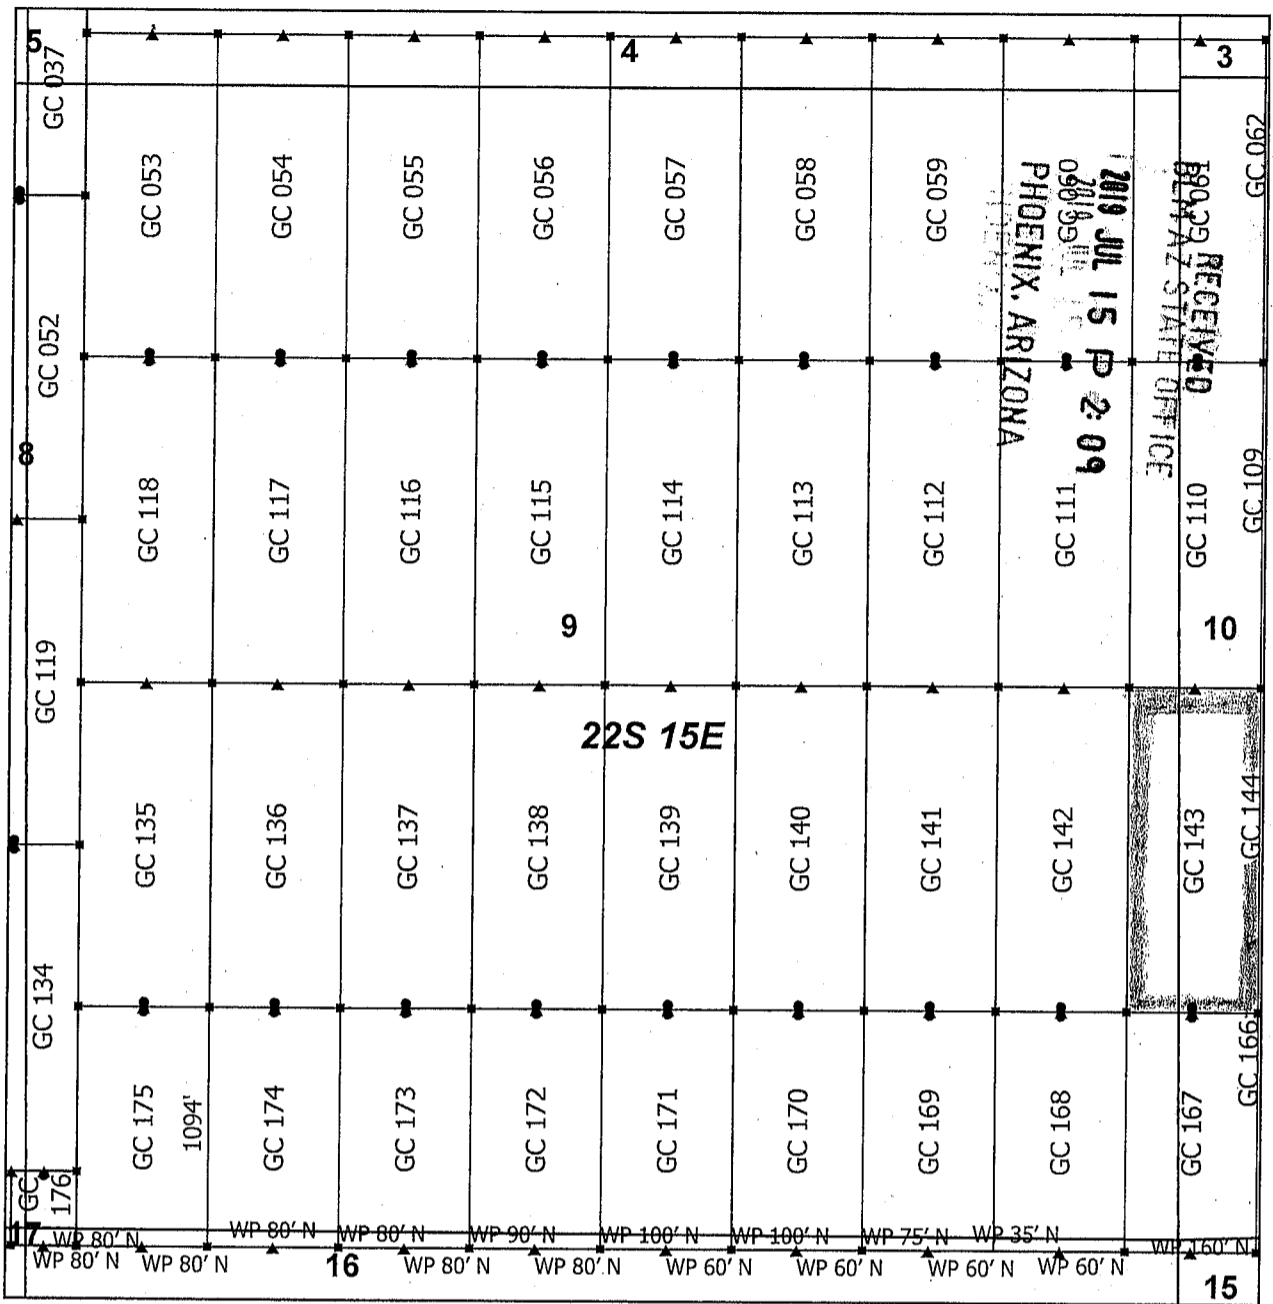 5
4
3
GC 037
GC 053
GC 054
GC 055
GC 056
GC 057
GC 058
GC 059
GC 060
GC 061
GC 062
RECEIVED
BLM AZ STATE OFFICE
2019 JUL 15 P 2:09
PHOENIX, ARIZONA
GC 052
8
GC 118
GC 117
GC 116
GC 115
GC 114
GC 113
GC 112
GC 111
GC 110
GC 109
9
10
GC 119
22S 15E
GC 135
GC 136
GC 137
GC 138
GC 139
GC 140
GC 141
GC 142
GC 143
GC 144
GC 134
GC 175
1094'
GC 174
GC 173
GC 172
GC 171
GC 170
GC 169
GC 168
GC 167
GC 166
GC 176
17
WP 80' N
WP 80' N
WP 80' N
WP 90' N
WP 100' N
WP 100' N
WP 75' N
WP 35' N
WP 160' N
WP 80' N
WP 80' N
16
WP 80' N
WP 80' N
WP 60' N
WP 60' N
WP 60' N
WP 60' N
15